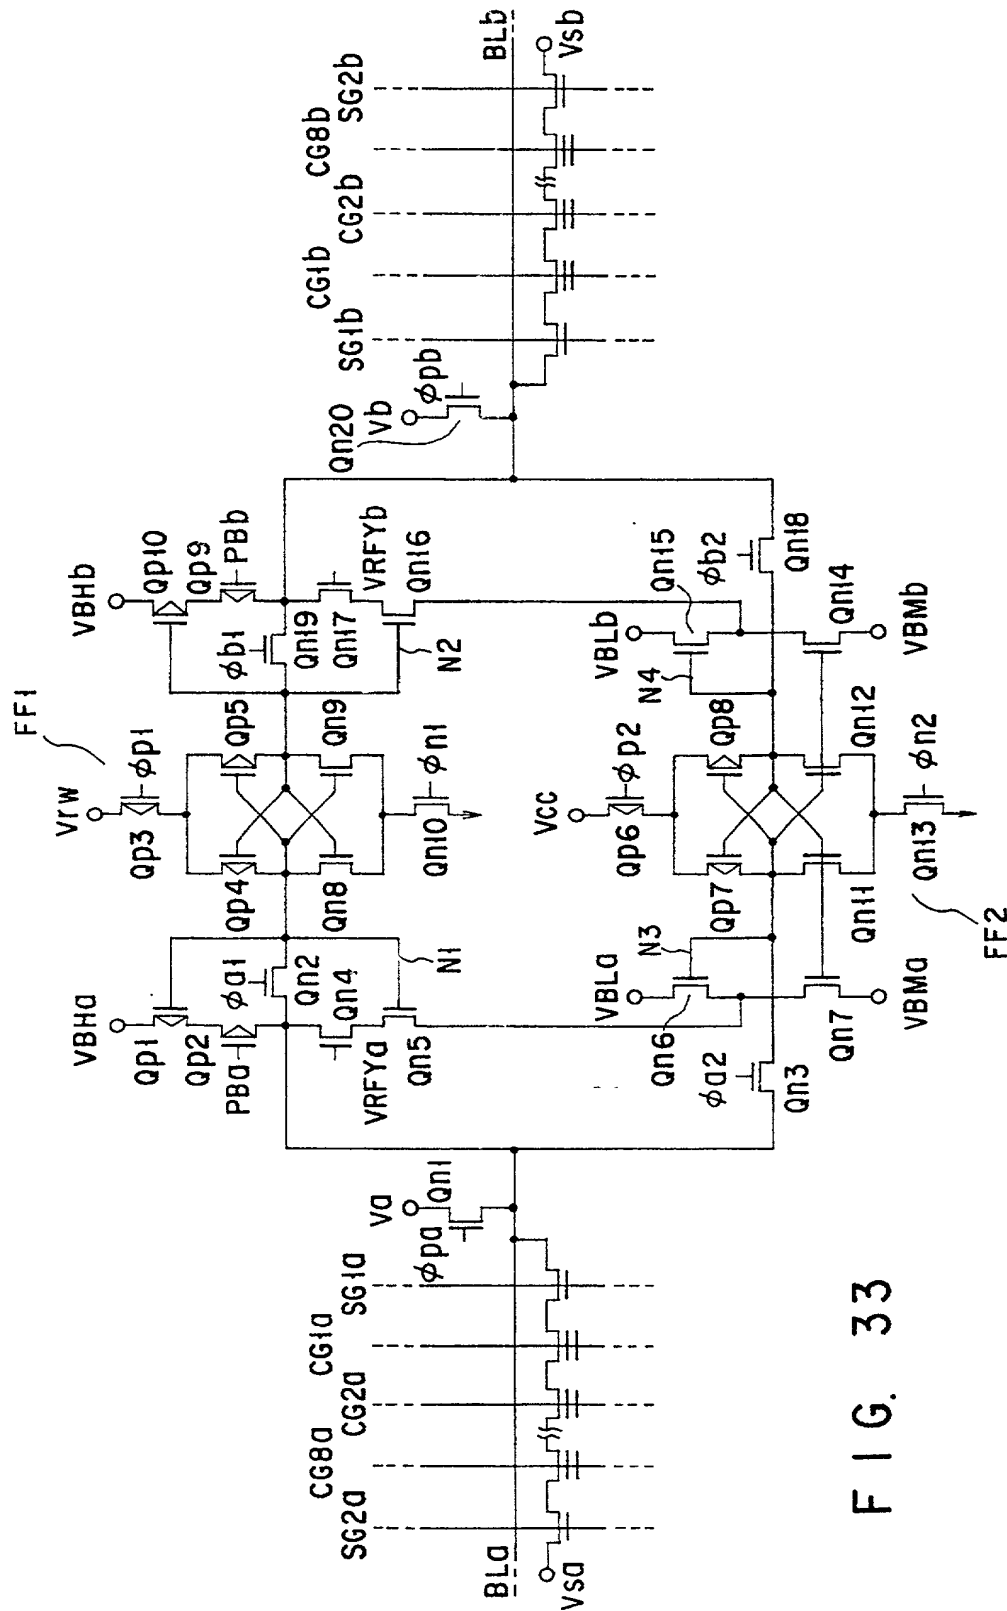 FF1
VBHa
Vrw
VBHb
Qp1
Qp3
φp1
Qp10
Qp2
Qp9
PBa
φa1
Qp4
Qp5
φb1
PBb
Qn2
Qn19
Qn4
Qn8
Qn9
Qn17
VRFYa
VRFYb
Qn5
Qn10
φn1
Qn16
N1
N2
SG2a
CG8a
CG2a
CG1a
SG1a
φpa
Va
Qn1
Qn20
Vb
φpb
SG1b
CG1b
CG2b
CG8b
SG2b
BLa
BLb
Vsa
Vsb
VBLa
Vcc
VBLb
N3
Qp6
φp2
N4
Qn6
Qp7
Qp8
Qn15
φa2
φb2
Qn3
Qn18
Qn7
Qn11
Qn12
Qn14
VBMa
Qn13
φn2
VBMb
FF2
FIG. 33